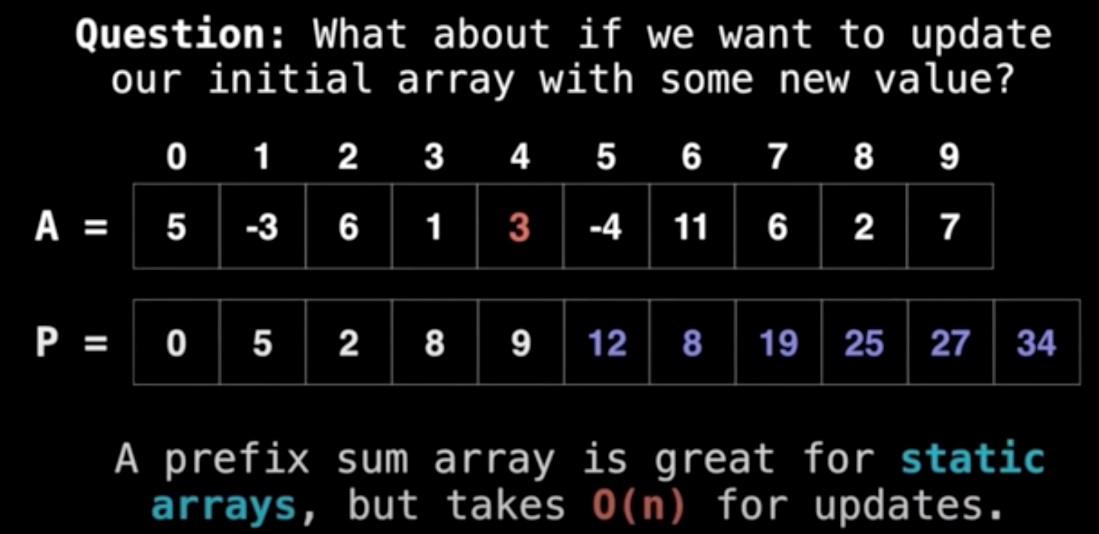 Question: What about if we want to update
our initial array with some new value?
0 1 2 3 4 5 6 7 8 9
A = 5 -3 6 1 3 -4 11 6 2 7
P = 0 5 2 8 9 12 8 19 25 27 34
A prefix sum array is great for static
arrays, but takes O(n) for updates.